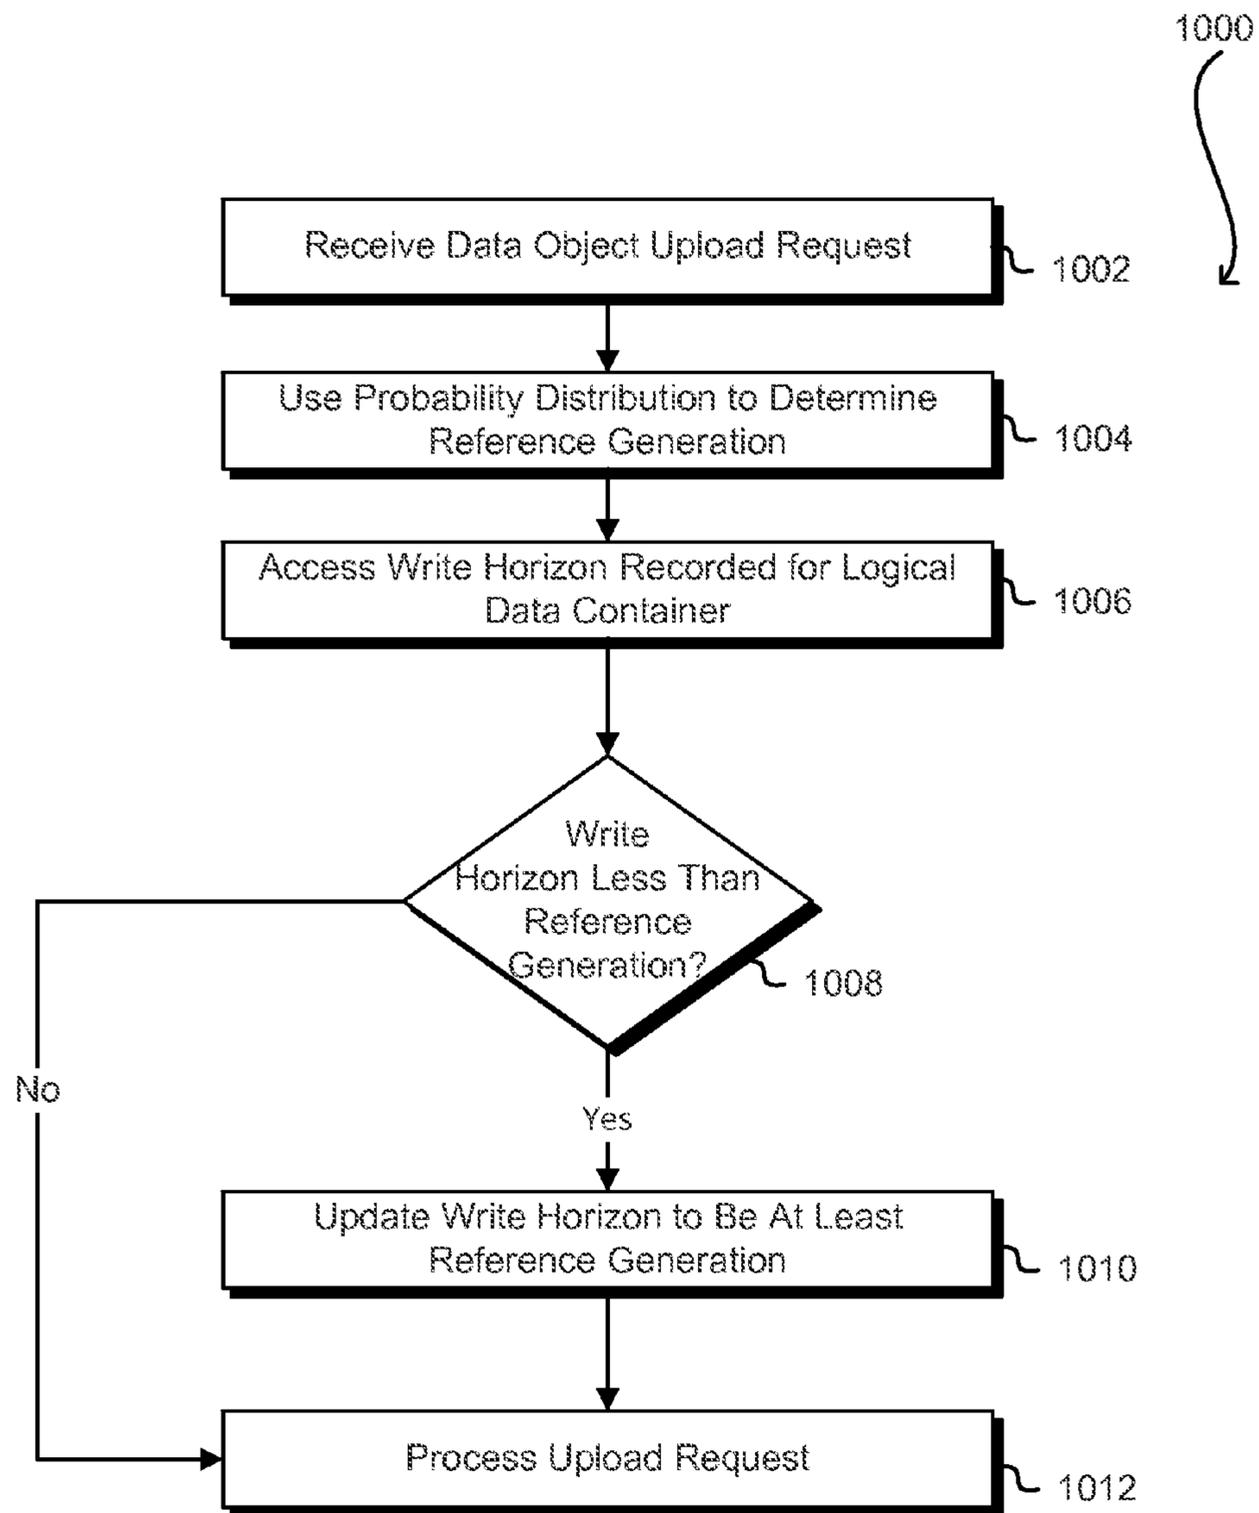 1000
Receive Data Object Upload Request
1002
Use Probability Distribution to Determine
Reference Generation
1004
Access Write Horizon Recorded for Logical
Data Container
1006
Write
Horizon Less Than
Reference
Generation?
1008
No
Yes
Update Write Horizon to Be At Least
Reference Generation
1010
Process Upload Request
1012